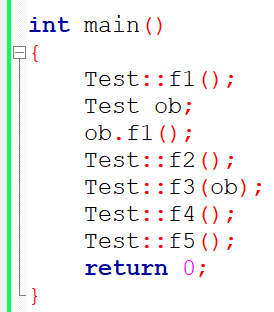 int main()
{
Test::f1();
Test ob;
ob.f1();
Test::f2();
Test::f3(ob);
Test::f4();
Test::f5();
return 0;
}